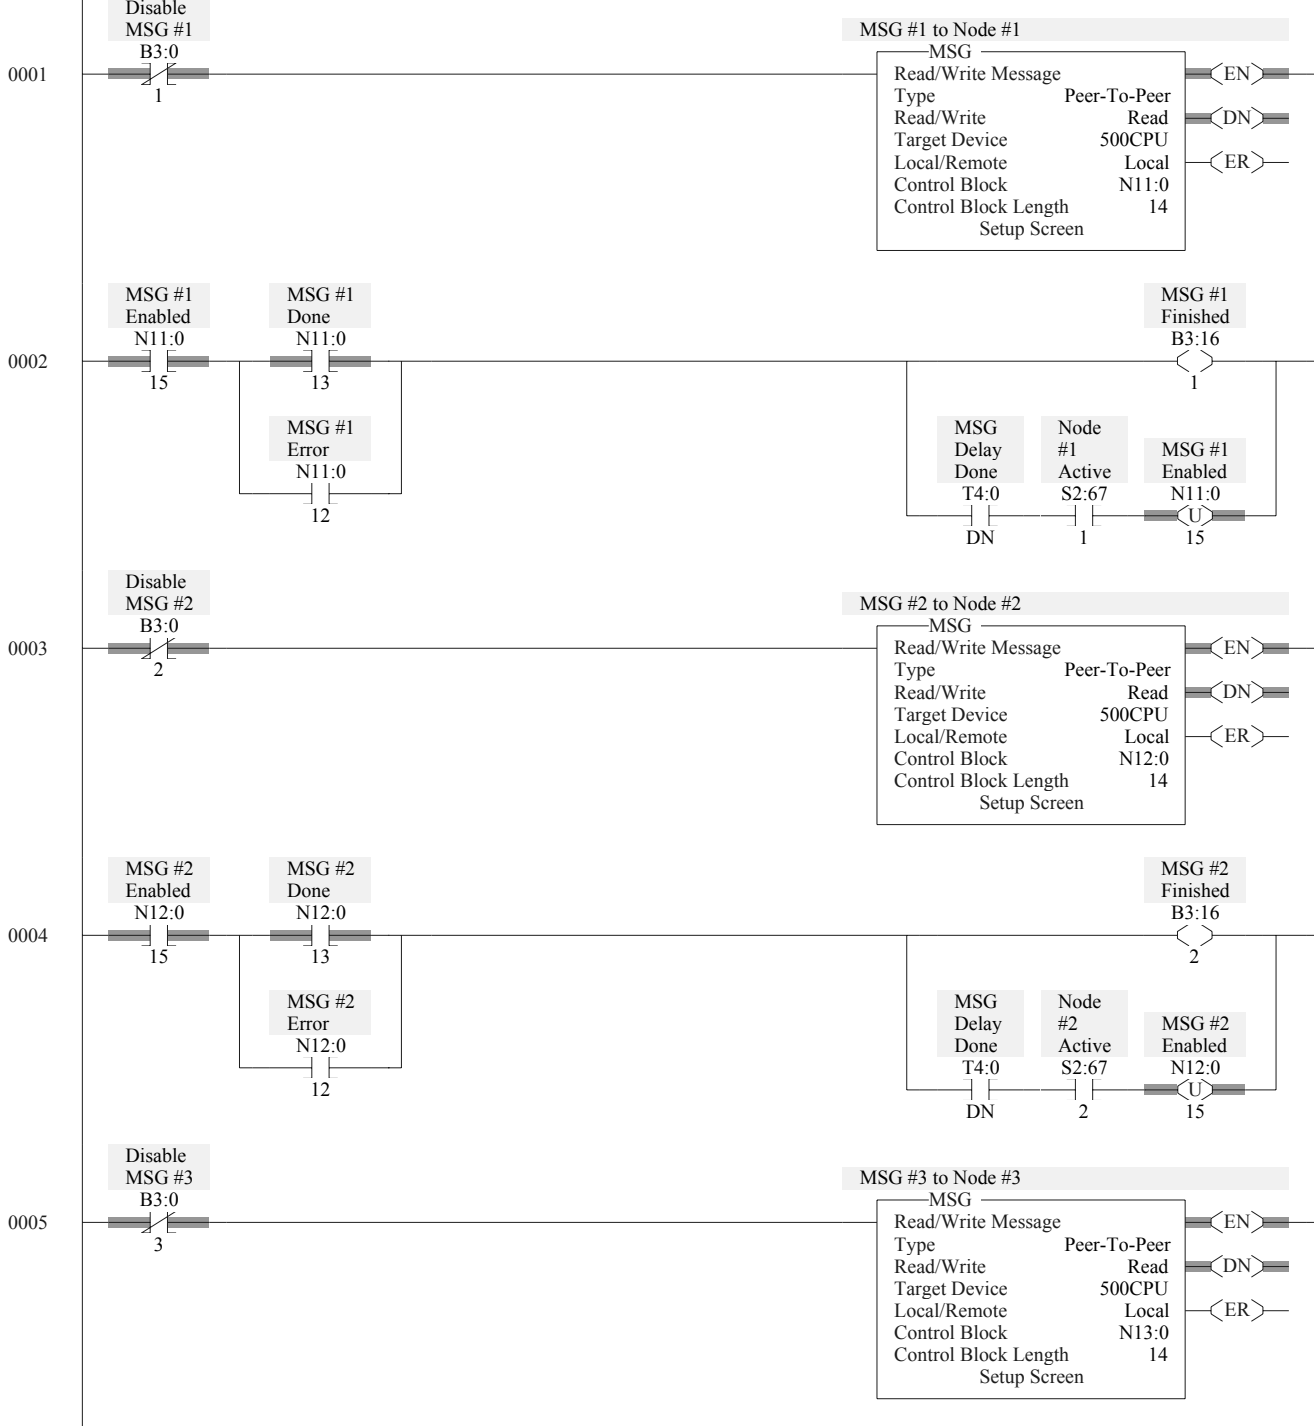 Disable
MSG #1
B3:0
0001
1
MSG #1 to Node #1
MSG
Read/Write Message
Type Peer-To-Peer
Read/Write Read
Target Device 500CPU
Local/Remote Local
Control Block N11:0
Control Block Length 14
Setup Screen
EN
DN
ER
MSG #1
Enabled
N11:0
15
MSG #1
Done
N11:0
13
MSG #1
Finished
B3:16
1
0002
MSG #1
Error
N11:0
12
MSG
Delay
Done
T4:0
DN
Node
#1
Active
S2:67
1
MSG #1
Enabled
N11:0
U
15
Disable
MSG #2
B3:0
0003
2
MSG #2 to Node #2
MSG
Read/Write Message
Type Peer-To-Peer
Read/Write Read
Target Device 500CPU
Local/Remote Local
Control Block N12:0
Control Block Length 14
Setup Screen
EN
DN
ER
MSG #2
Enabled
N12:0
15
MSG #2
Done
N12:0
13
MSG #2
Finished
B3:16
2
0004
MSG #2
Error
N12:0
12
MSG
Delay
Done
T4:0
DN
Node
#2
Active
S2:67
2
MSG #2
Enabled
N12:0
U
15
Disable
MSG #3
B3:0
0005
3
MSG #3 to Node #3
MSG
Read/Write Message
Type Peer-To-Peer
Read/Write Read
Target Device 500CPU
Local/Remote Local
Control Block N13:0
Control Block Length 14
Setup Screen
EN
DN
ER